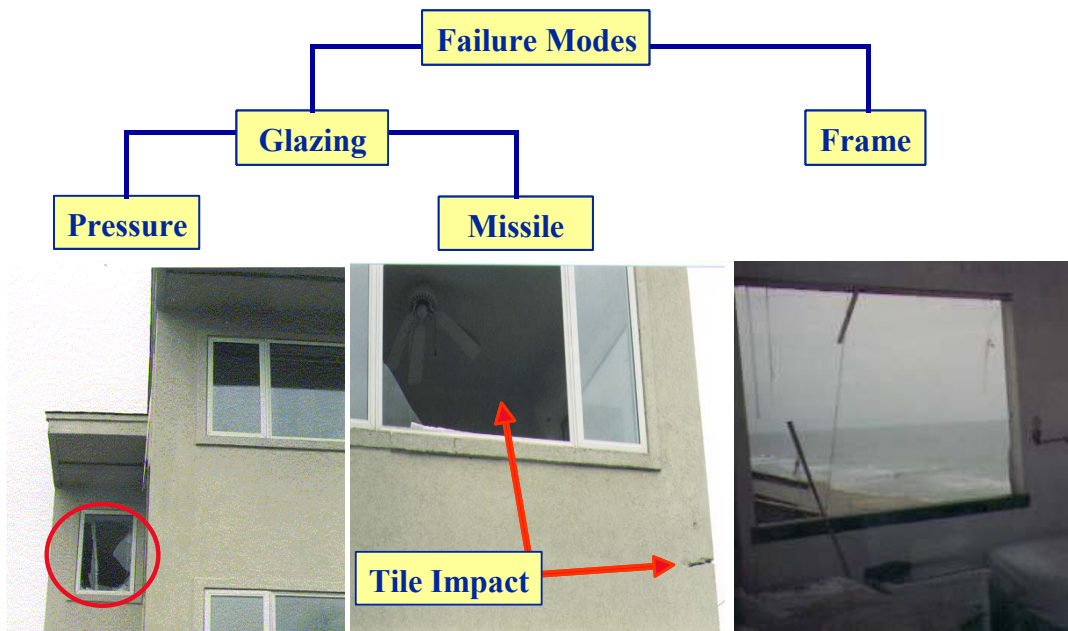 Failure Modes
Glazing
Frame
Pressure
Missile
Tile Impact